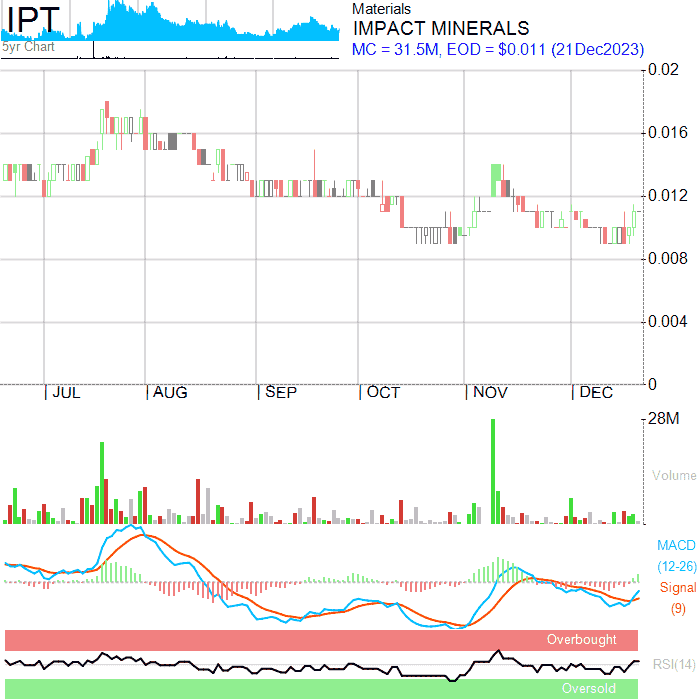 IPT
5yr Chart
Materials
IMPACT MINERALS
MC = 31.5M, EOD = $0.011 (21Dec2023)
0.02
0.016
0.012
0.008
0.004
0
JUL AUG SEP OCT NOV DEC
28M
Volume
MACD
(12-26)
Signal
(9)
Overbought
RSI(14)
Oversold